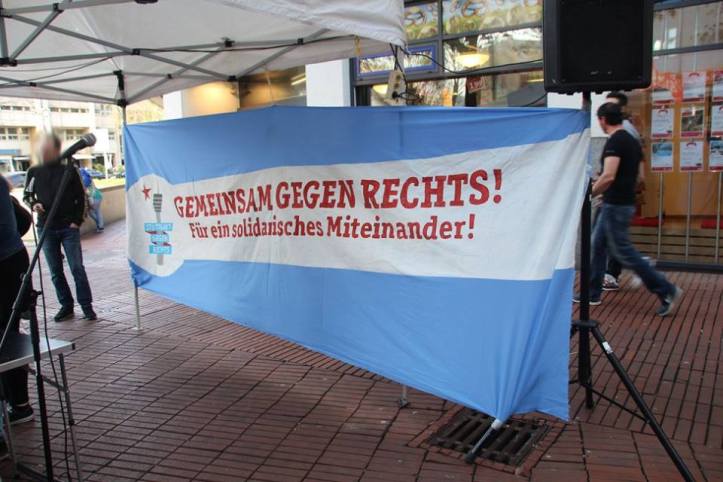 GEMEINSAM GEGEN RECHTS!
Für ein solidarisches Miteinander!